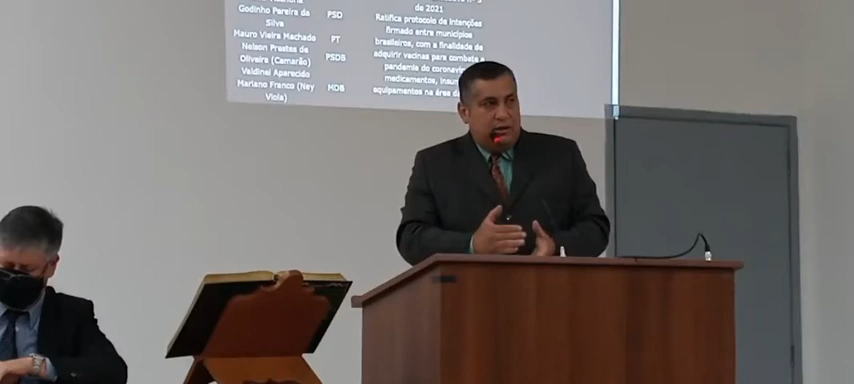 Godinho Pereira da PSD
Silva
Mauro Vieira Machado PT
Nelson Prestes de
Oliveira (Camarão) PSDB
Valdinei Aparecido
Mariano Franco (Ney MDB
Viola)
de 2021
Ratifica protocolo de intenções
firmado entre municípios
brasileiros, com a finalidade de
adquirir vacinas para combate
pandemia do
medicamentos,
equipamentos na área